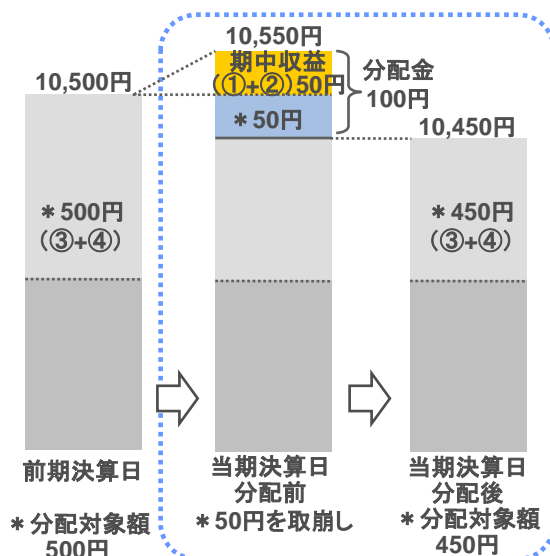 10,500円
＊500円
（③+④）
前期決算日
＊分配対象額
500円
10,550円
期中収益
（①+②）50円
＊50円
分配金
100円
当期決算日
分配前
＊50円を取崩し
10,450円
＊450円
（③+④）
当期決算日
分配後
＊分配対象額
450円